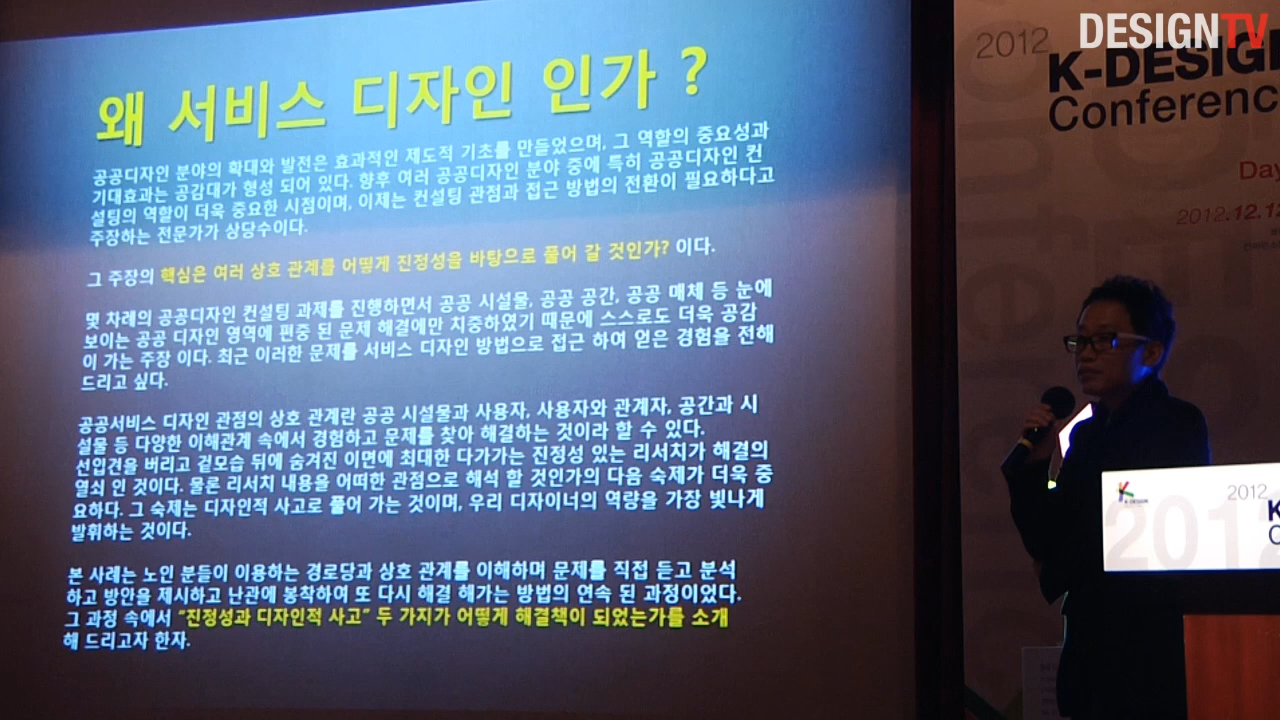 왜 서비스 디자인 인가 ?
공공디자인 분야의 확대와 발전은 효과적인 제도적 기초를 만들었으며, 그 역할의 중요성과
기대효과는 공감대가 형성 되어 있다. 향후 여러 공공디자인 분야 중에 특히 공공디자인 컨
설팅의 역할이 더욱 중요한 시점이며, 이제는 컨설팅 관점과 접근 방법의 전환이 필요하다고
주장하는 전문가가 상당수이다.
그 주장의 핵심은 여러 상호 관계를 어떻게 진정성을 바탕으로 풀어 갈 것인가? 이다.
몇 차례의 공공디자인 컨설팅 과제를 진행하면서 공공 시설물, 공공 공간, 공공 매체 등 눈에
보이는 공공 디자인 영역에 편중 된 문제 해결에만 치중하였기 때문에 스스로도 더욱 공감
이 가는 주장 이다. 최근 이러한 문제를 서비스 디자인 방법으로 접근 하여 얻은 경험을 전해
드리고 싶다.
공공서비스 디자인 관점의 상호 관계란 공공 시설물과 사용자, 사용자와 관계자, 공간과 시
설물 등 다양한 이해관계 속에서 경험하고 문제를 찾아 해결하는 것이라 할 수 있다.
선입견을 버리고 겉모습 뒤에 숨겨진 이면에 최대한 다가가는 진정성 있는 리서치가 해결의
열쇠 인 것이다. 물론 리서치 내용을 어떠한 관점으로 해석 할 것인가의 다음 숙제가 더욱 중
요하다. 그 숙제는 디자인적 사고로 풀어 가는 것이며, 우리 디자이너의 역량을 가장 빛나게
발휘하는 것이다.
본 사례는 노인 분들이 이용하는 경로당과 상호 관계를 이해하며 문제를 직접 듣고 분석
하고 방안을 제시하고 난관에 봉착하여 또 다시 해결 해가는 방법의 연속 된 과정이었다.
그 과정 속에서 “진정성과 디자인적 사고” 두 가지가 어떻게 해결책이 되었는가를 소개
해 드리고자 한자.
DESIGNTV
2012
K-DESIGN
Conferenc
Day
2012.12.1
K-DESIGN
2012
2012
K
C